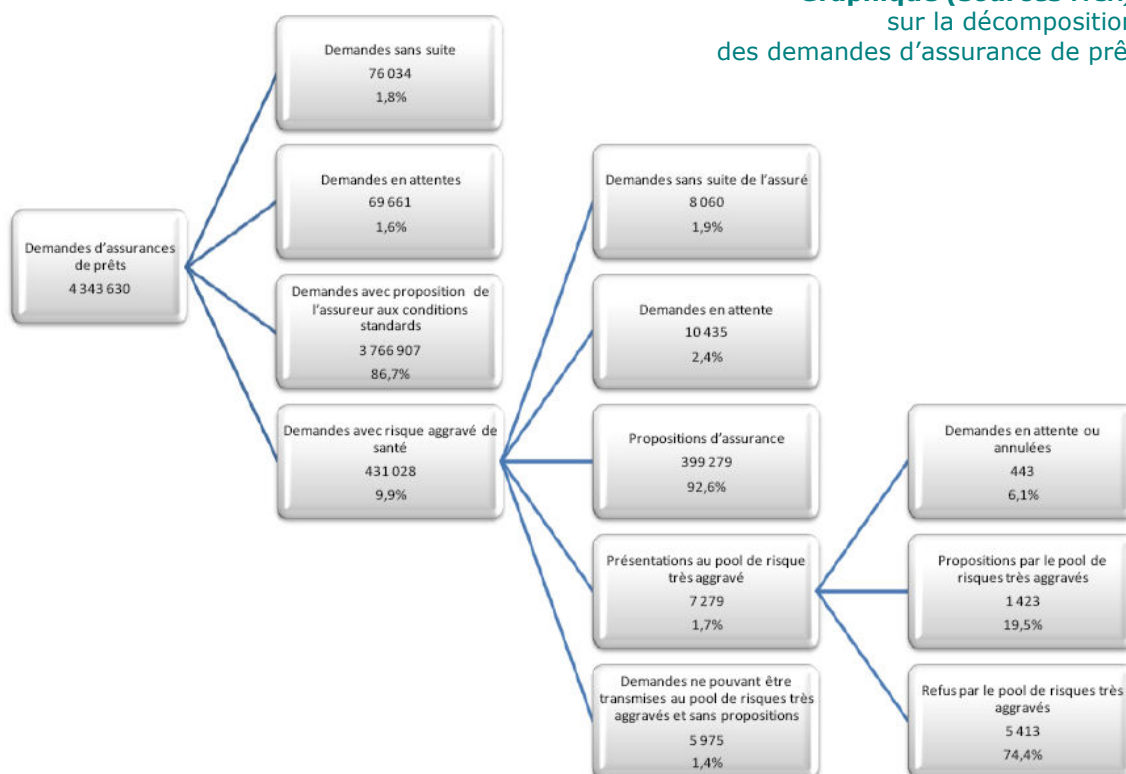 sur la décomposition
des demandes d’assurance de prê
Demandes sans suite
76 034
1,8%
Demandes en attentes
69 661
1,6%
Demandes d’assurances
de prêts
4 343 630
Demandes avec proposition de
l’assureur aux conditions
standards
3 766 907
86,7%
Demandes avec risque aggravé de
santé
431 028
9,9%
Demandes sans suite de l’assuré
8 060
1,9%
Demandes en attente
10 435
2,4%
Propositions d’assurance
399 279
92,6%
Présentations au pool de risque
très aggravé
7 279
1,7%
Demandes ne pouvant être
transmises au pool de risques très
aggravés et sans propositions
5 975
1,4%
Demandes en attente ou
annulées
443
6,1%
Propositions par le pool de
risques très aggravés
1 423
19,5%
Refus par le pool de risques très
aggravés
5 413
74,4%